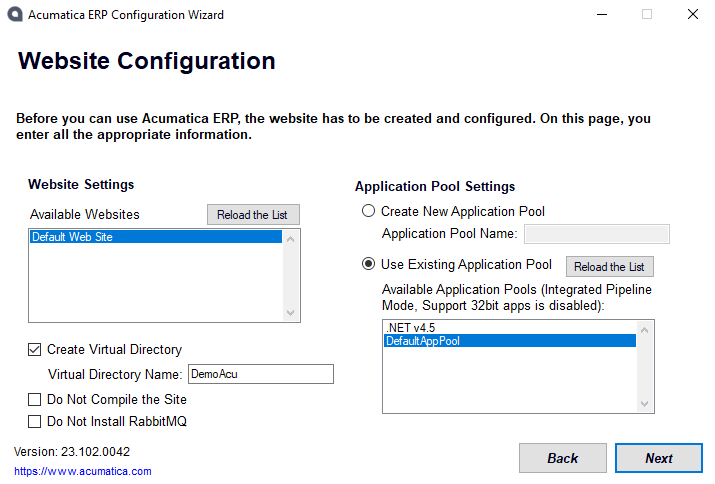 Acumatica ERP Configuration Wizard
Website Configuration
Before you can use Acumatica ERP, the website has to be created and configured. On this page, you
enter all the appropriate information.
Website Settings
Available Websites
Reload the List
Default Web Site
Create Virtual Directory
Virtual Directory Name:
DemoAcu
Do Not Compile the Site
Do Not Install RabbitMQ
Application Pool Settings
Create New Application Pool
Application Pool Name:
Use Existing Application Pool
Reload the List
Available Application Pools (Integrated Pipeline
Mode, Support 32bit apps is disabled):
.NET v4.5
DefaultAppPool
Version: 23.102.0042
https://www.acumatica.com
Back
Next